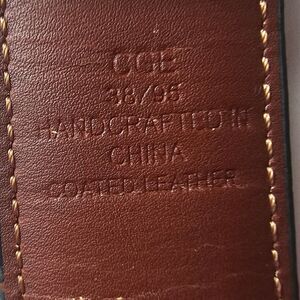 CGE
38/95
HANDCRAFTED IN
CHINA
COATED LEATHER